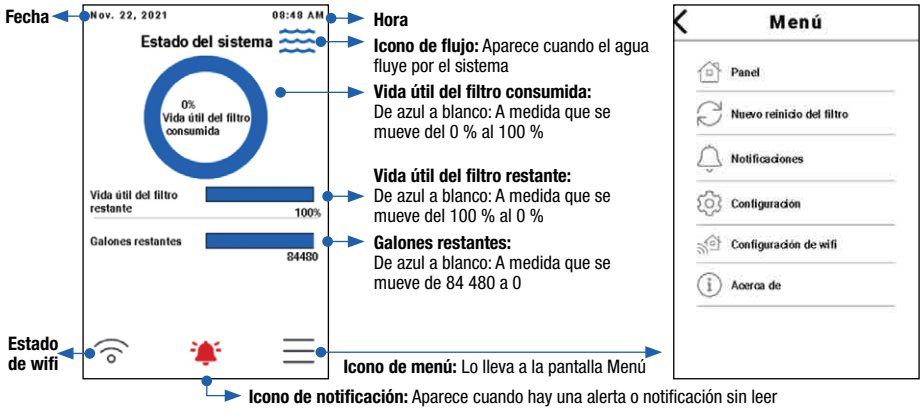 Fecha
Nov. 22, 2021
08:48 AM
Hora
Estado del sistema
Icono de flujo: Aparece cuando el agua
fluye por el sistema
0%
Vida útil del filtro
consumida
Vida útil del filtro consumida:
De azul a blanco: A medida que se
mueve del 0 % al 100 %
Vida útil del filtro
restante
100%
Vida útil del filtro restante:
De azul a blanco: A medida que se
mueve del 100 % al 0 %
Galones restantes
84480
Galones restantes:
De azul a blanco: A medida que se
mueve de 84 480 a 0
Estado
de wifi
Icono de menú: Lo lleva a la pantalla Menú
Icono de notificación: Aparece cuando hay una alerta o notificación sin leer
Menú
Panel
Nuevo reinicio del filtro
Notificaciones
Configuración
Configuración de wifi
Acerca de